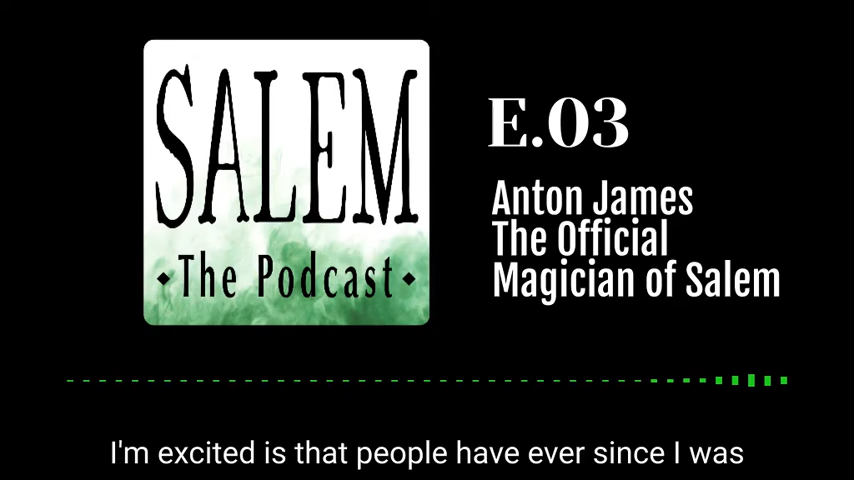 SALEM
The Podcast
E.03
Anton James
The Official
Magician of Salem
I'm excited is that people have ever since I was